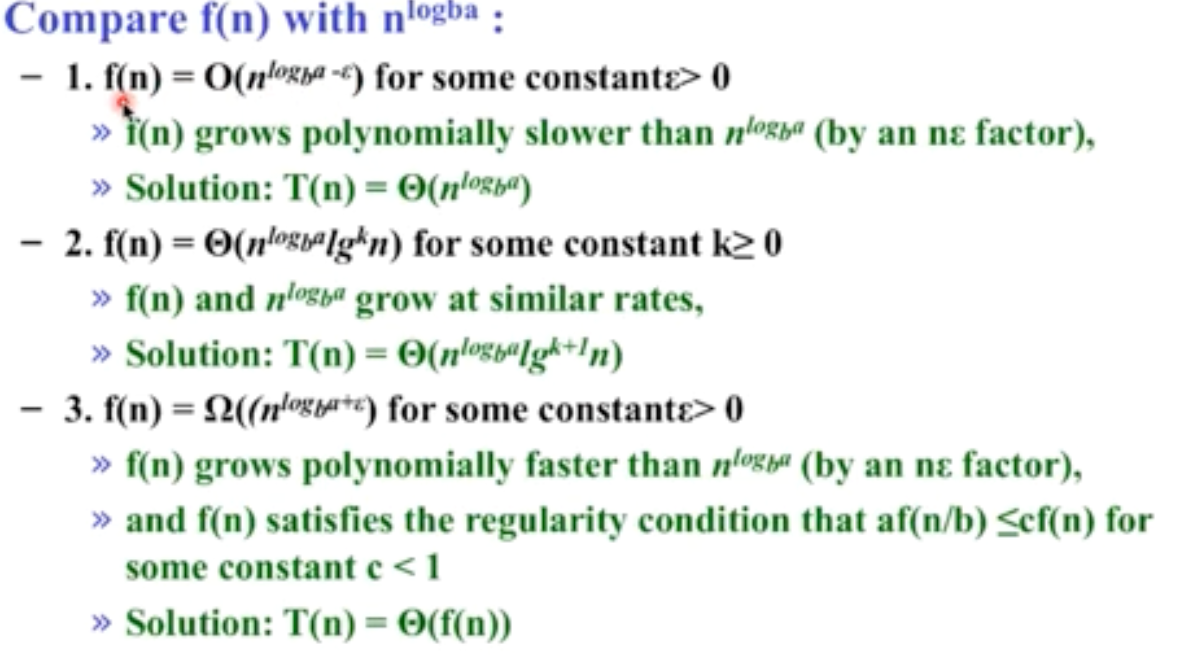 Compare f(n) with n^logba :
– 1. f(n) = O(n^log_b a -ε) for some constantε> 0
» f(n) grows polynomially slower than n^log_b a (by an nε factor),
» Solution: T(n) = Θ(n^log_b a)
– 2. f(n) = Θ(n^log_b a lg^k n) for some constant k≥ 0
» f(n) and n^log_b a grow at similar rates,
» Solution: T(n) = Θ(n^log_b a lg^k+1 n)
– 3. f(n) = Ω((n^log_b a+ε) for some constantε> 0
» f(n) grows polynomially faster than n^log_b a (by an nε factor),
» and f(n) satisfies the regularity condition that af(n/b) ≤cf(n) for
some constant c < 1
» Solution: T(n) = Θ(f(n))